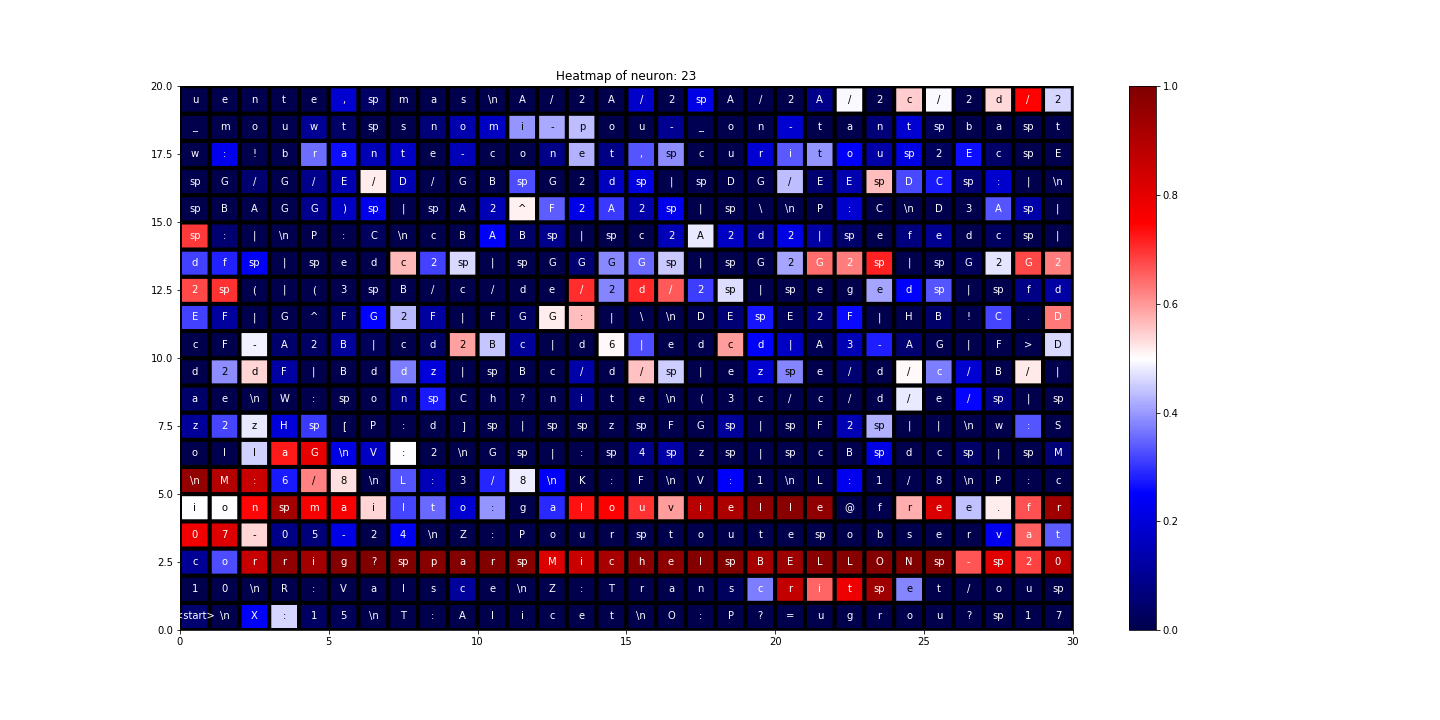 Heatmap of neuron: 23
20.0
u e n t e , sp m a s \n A / 2 A / 2 sp A / 2 A / 2 c / 2 d / 2
_ m o u w t sp s n o m i - p o u - _ o n - t a n t sp b a sp t
17.5
w : ! b r a n t e - c o n e t , sp c u r i t o u sp 2 E c sp E
sp G / G / E / D / G B sp G 2 d sp | sp D G / E E sp D C sp : | \n
15.0
sp B A G G ) sp | sp A 2 ^ F 2 A 2 sp | sp \ \n P : C \n D 3 A sp |
sp : | \n P : C \n c B A B sp | sp c 2 A 2 d 2 | sp e f e d c sp |
d f sp | sp e d c 2 sp | sp G G G G sp | sp G 2 G 2 sp | sp G 2 G 2
12.5
2 sp ( | ( 3 sp B / c / d e / 2 d / 2 sp | sp e g e d sp | sp f d
E F | G ^ F G 2 F | F G G : | \ \n D E sp E 2 F | H B ! C . D
10.0
c F - A 2 B | c d 2 B c | d 6 | e d c d | A 3 - A G | F > D
d 2 d F | B d d z | sp B c / d / sp | e z sp e / d / c / B / |
a e \n W : sp o n sp C h ? n i t e \n ( 3 c / c / d / e / sp | sp
7.5
z 2 z H sp [ P : d ] sp | sp z sp F G sp | sp F 2 sp | | \n w : S
o l l a G \n V : 2 \n G sp | : sp 4 sp z sp | sp c B sp d c sp | sp M
5.0
\n M : 6 / 8 \n L : 3 / 8 \n K : F \n V : 1 \n L : 1 / 8 \n P : c
i o n sp m a i l t o : g a l o u v i e l l e @ f r e e . f r
0 7 - 0 5 - 2 4 \n Z : P o u r sp t o u t e sp o b s e r v a t
2.5
c o r r i g ? sp p a r sp M i c h e l sp B E L L O N sp - sp 2 0
1 0 \n R : V a l s c e \n Z : T r a n s c r i t sp e t / o u sp
<start> \n X : 1 5 \n T : A l i c e t \n O : P ? = u g r o u ? sp 1 7
0.0
0 5 10 15 20 25 30
1.0
0.8
0.6
0.4
0.2
0.0